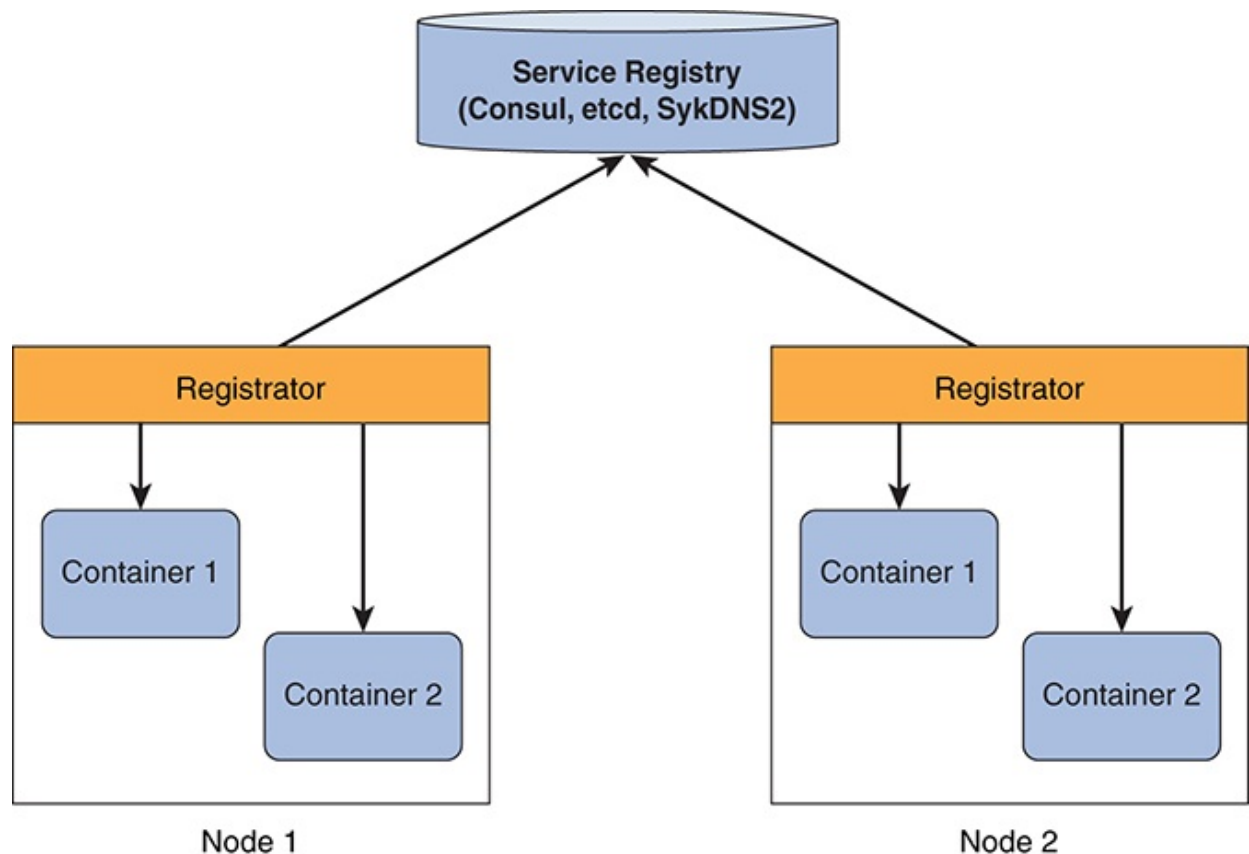 Service Registry
(Consul, etcd, SykDNS2)
Registrator
Container 1
Container 2
Node 1
Registrator
Container 1
Container 2
Node 2